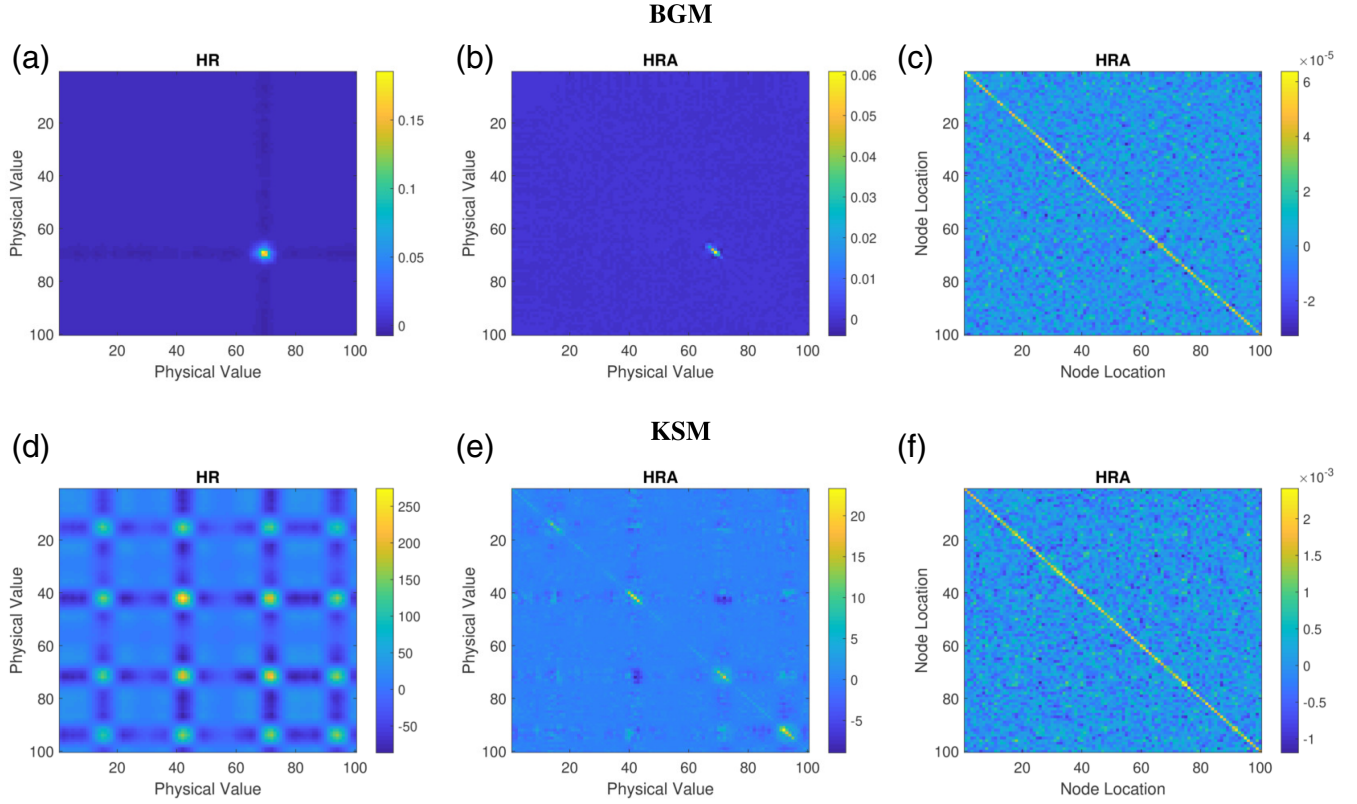 BGM
(a) HR
(b) HRA
(c) HRA
×10⁻⁵
20
40
60
80
100
Physical Value
20 40 60 80 100
Physical Value
0.15
0.1
0.05
0
20
40
60
80
100
Physical Value
20 40 60 80 100
Physical Value
0.06
0.05
0.04
0.03
0.02
0.01
0
20
40
60
80
100
Node Location
20 40 60 80 100
Node Location
6
4
2
0
-2
KSM
(d) HR
(e) HRA
(f) HRA
×10⁻³
20
40
60
80
100
Physical Value
20 40 60 80 100
Physical Value
250
200
150
100
50
0
-50
20
40
60
80
100
Physical Value
20 40 60 80 100
Physical Value
20
15
10
5
0
-5
20
40
60
80
100
Node Location
20 40 60 80 100
Node Location
2
1.5
1
0.5
0
-0.5
-1